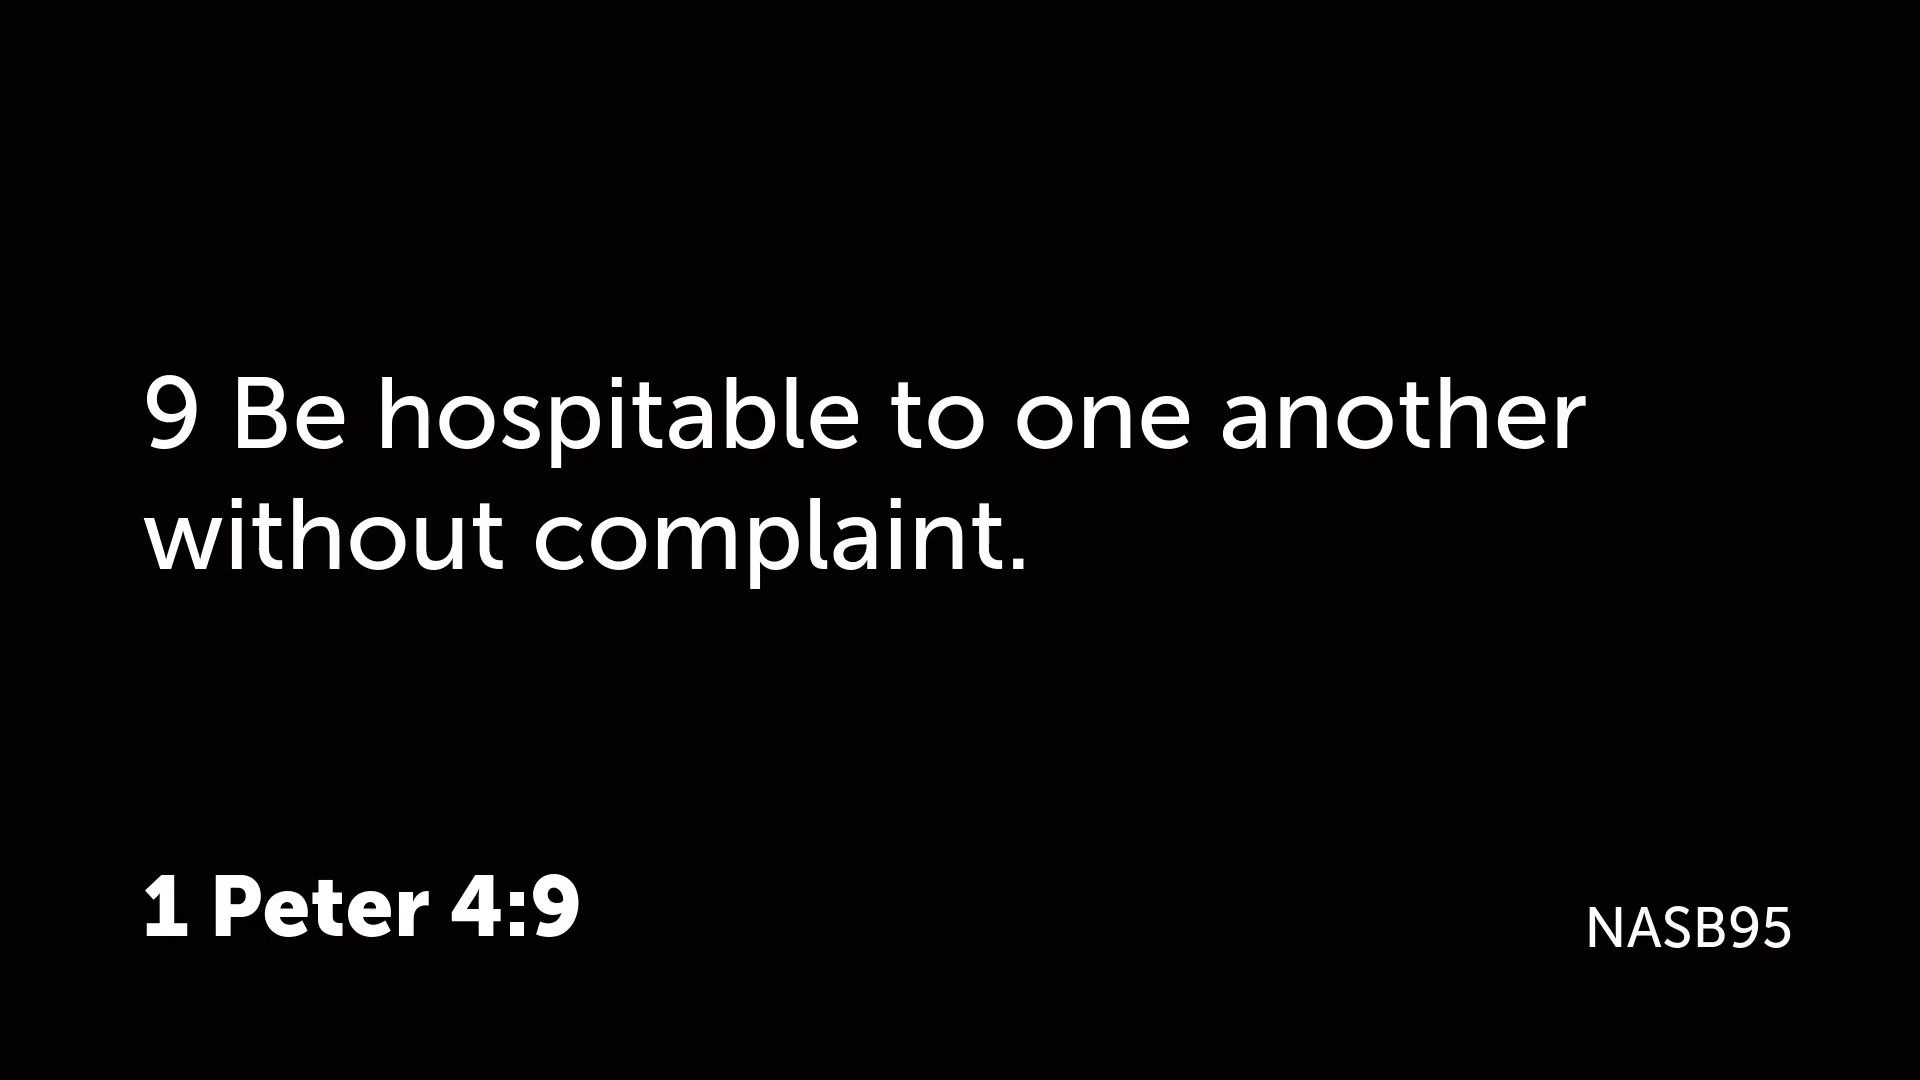 9 Be hospitable to one another
without complaint.
1 Peter 4:9
NASB95